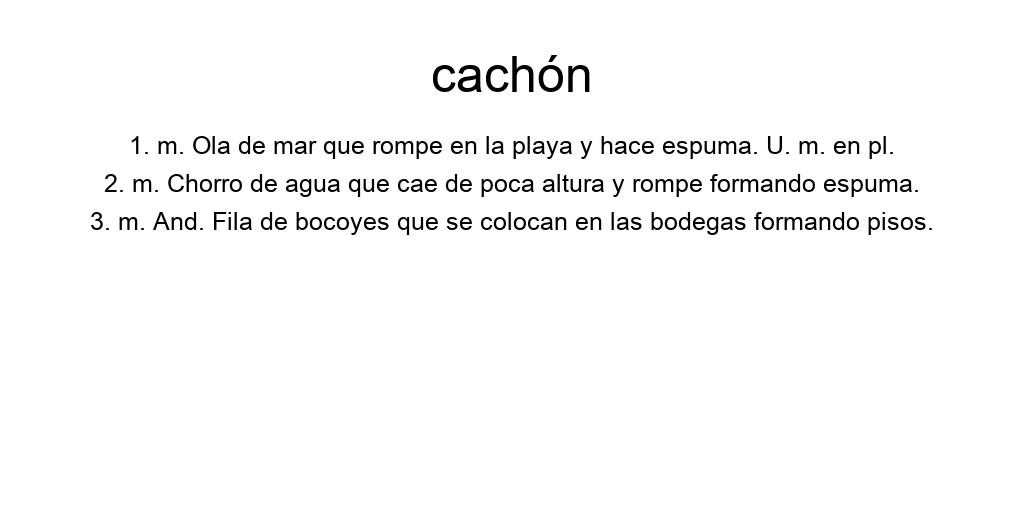 cachón
1. m. Ola de mar que rompe en la playa y hace espuma. U. m. en pl.
2. m. Chorro de agua que cae de poca altura y rompe formando espuma.
3. m. And. Fila de bocoyes que se colocan en las bodegas formando pisos.